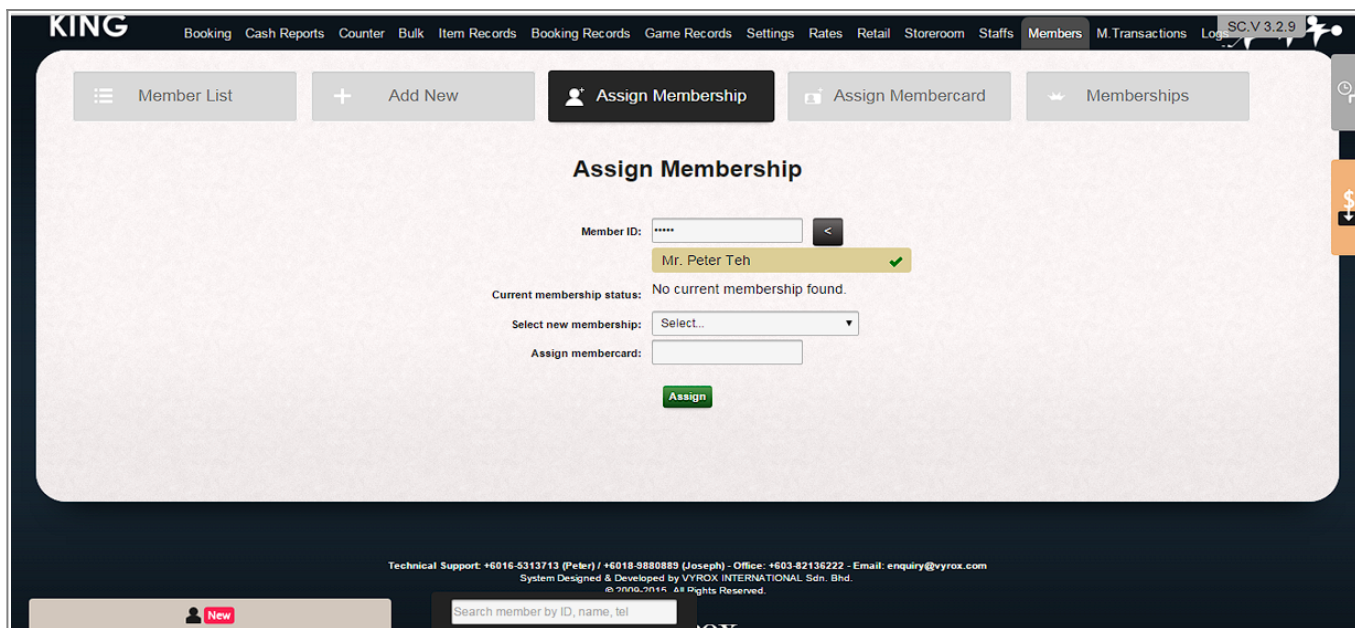 KING
Booking Cash Reports Counter Bulk Item Records Booking Records Game Records Settings Rates Retail Storeroom Staffs Members M.Transactions Logs
SC.V 3.2.9
Member List Add New Assign Membership Assign Membercard Memberships
Assign Membership
Member ID: ••••• <
Mr. Peter Teh
Current membership status: No current membership found.
Select new membership: Select...
Assign membercard:
Assign
Technical Support: +6016-5313713 (Peter) / +6018-9880889 (Joseph) - Office: +603-82136222 - Email: enquiry@vyrox.com
System Designed & Developed by VYROX INTERNATIONAL Sdn. Bhd.
© 2009-2015. All Rights Reserved.
New
Search member by ID, name, tel